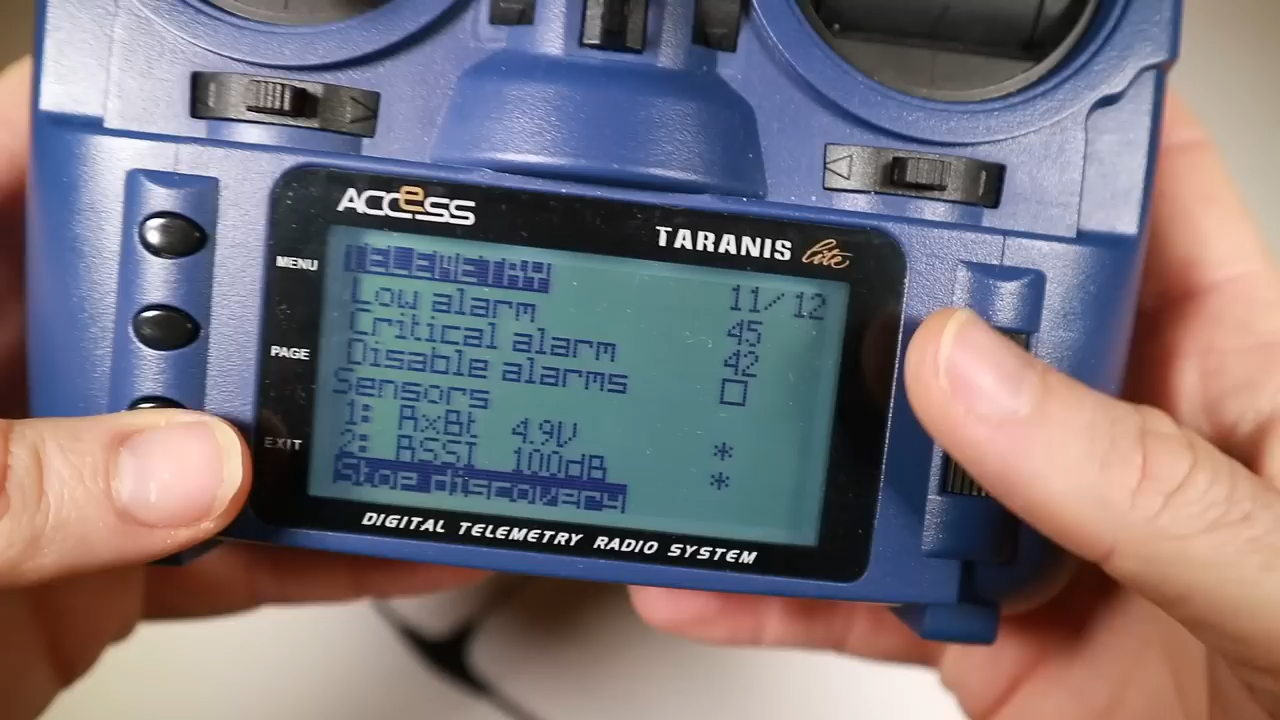 ACCeSS
TARANIS lite
MENU
PAGE
EXIT
TELEMETRY 11/12
Low alarm 45
Critical alarm 42
Disable alarms
Sensors
1: RxBt 4.9V *
2: RSSI 100dB *
Stop discovery
DIGITAL TELEMETRY RADIO SYSTEM